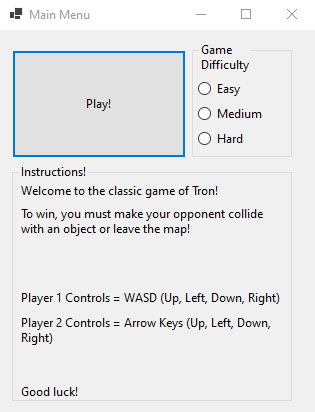 Main Menu
Play!
Game
Difficulty
Easy
Medium
Hard
Instructions!
Welcome to the classic game of Tron!
To win, you must make your opponent collide
with an object or leave the map!
Player 1 Controls = WASD (Up, Left, Down, Right)
Player 2 Controls = Arrow Keys (Up, Left, Down,
Right)
Good luck!